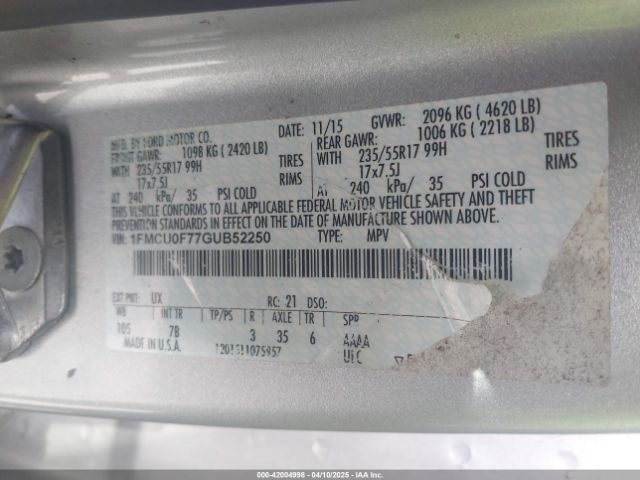 MFD. BY FORD MOTOR CO.
DATE: 11/15 GVWR: 2096 KG ( 4620 LB)
FRONT GAWR: 1098 KG ( 2420 LB)
REAR GAWR: 1006 KG ( 2218 LB)
WITH 235/55R17 99H TIRES
WITH 235/55R17 99H TIRES
17x7.5J RIMS
17x7.5J RIMS
AT 240 kPa/ 35 PSI COLD
AT 240 kPa/ 35 PSI COLD
THIS VEHICLE CONFORMS TO ALL APPLICABLE FEDERAL MOTOR VEHICLE SAFETY AND THEFT
PREVENTION STANDARDS IN EFFECT ON THE DATE OF MANUFACTURE SHOWN ABOVE.
VIN: 1FMCU0F77GUB52250 TYPE: MPV
EXT PNT: UX RC: 21 DSO:
WB INT TR TP/PS R AXLE TR SPR
105 7B 3 35 6 AAAA
MADE IN U.S.A. UTC
000-42004998 - 04/10/2025 - IAAI.COM